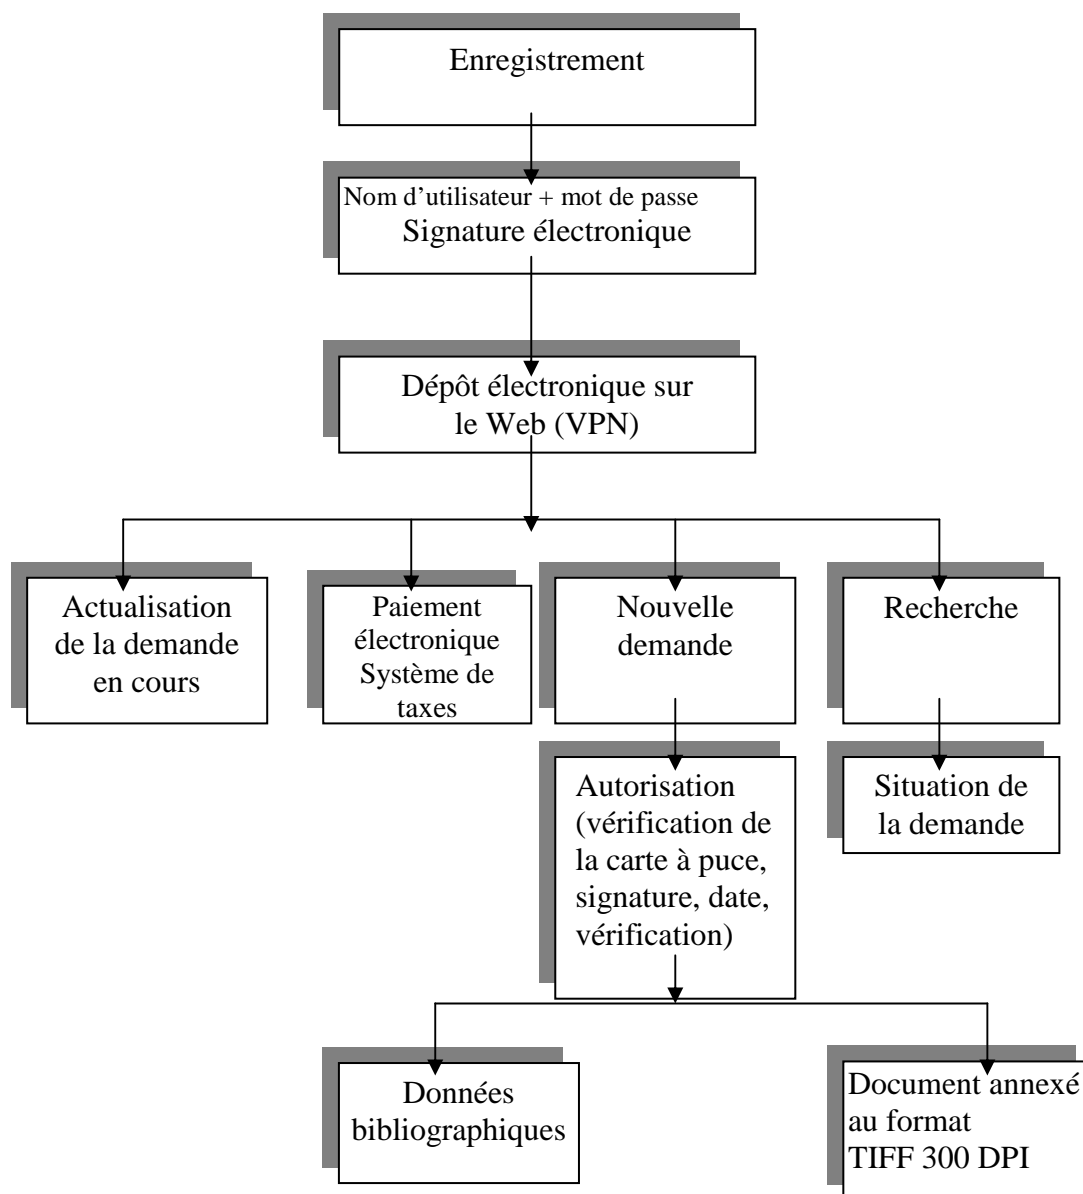 Enregistrement
Nom d'utilisateur + mot de passe
Signature électronique
Dépôt électronique sur
le Web (VPN)
Actualisation
de la demande
en cours
Paiement
électronique
Système de
taxes
Nouvelle
demande
Recherche
Autorisation
(vérification de
la carte à puce,
signature, date,
vérification)
Situation de
la demande
Données
bibliographiques
Document annexé
au format
TIFF 300 DPI